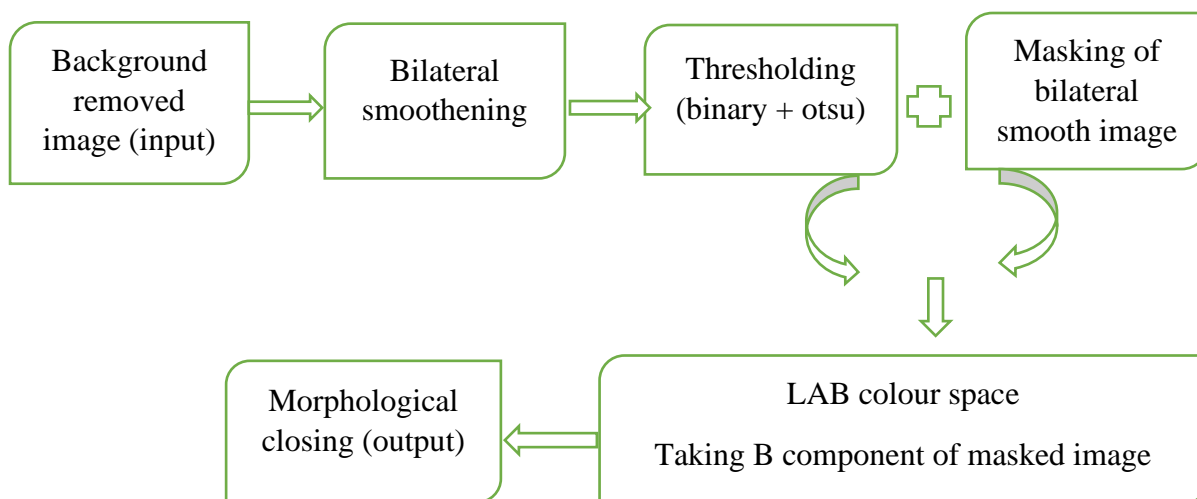 Background
removed
image (input)
Bilateral
smoothening
Thresholding
(binary + otsu)
Masking of
bilateral
smooth image
LAB colour space
Taking B component of masked image
Morphological
closing (output)